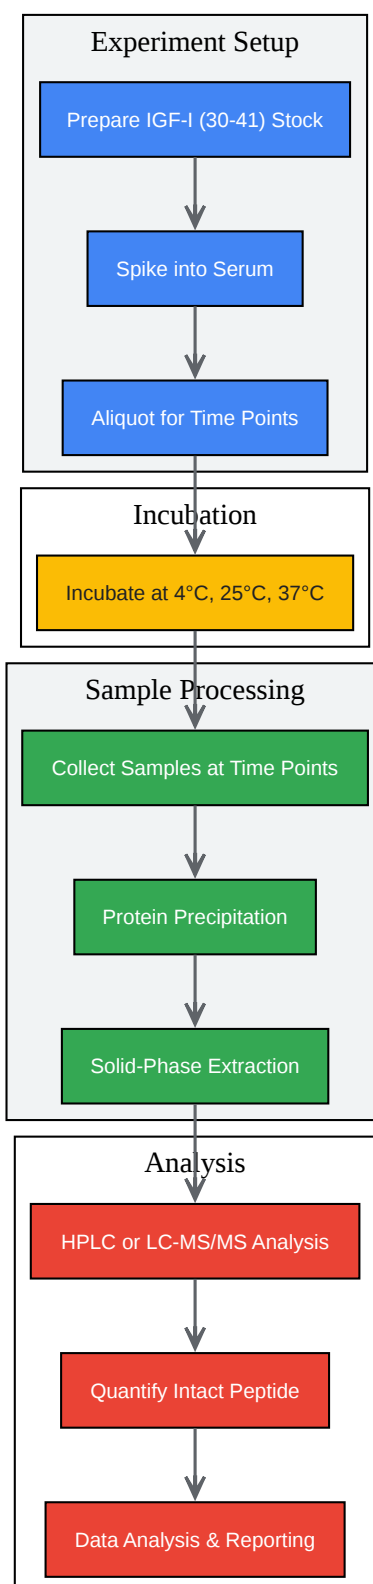 Experiment Setup
Prepare IGF-I (30-41) Stock
Spike into Serum
Aliquot for Time Points
Incubation
Incubate at 4°C, 25°C, 37°C
Sample Processing
Collect Samples at Time Points
Protein Precipitation
Solid-Phase Extraction
Analysis
HPLC or LC-MS/MS Analysis
Quantify Intact Peptide
Data Analysis & Reporting